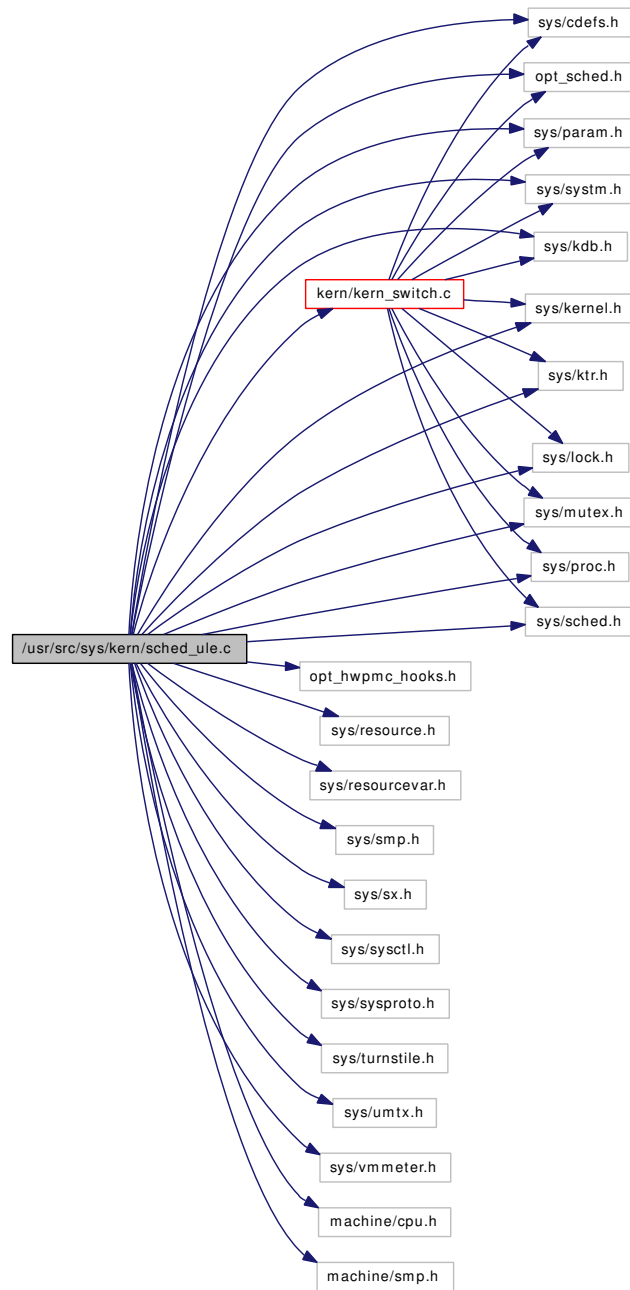 sys/cdefs.h
opt_sched.h
sys/param.h
sys/systm.h
sys/kdb.h
kern/kern_switch.c
sys/kernel.h
sys/ktr.h
sys/lock.h
sys/mutex.h
sys/proc.h
sys/sched.h
/usr/src/sys/kern/sched_ule.c
opt_hwpmc_hooks.h
sys/resource.h
sys/resourcevar.h
sys/smp.h
sys/sx.h
sys/sysctl.h
sys/sysproto.h
sys/turnstile.h
sys/umtx.h
sys/vmmeter.h
machine/cpu.h
machine/smp.h